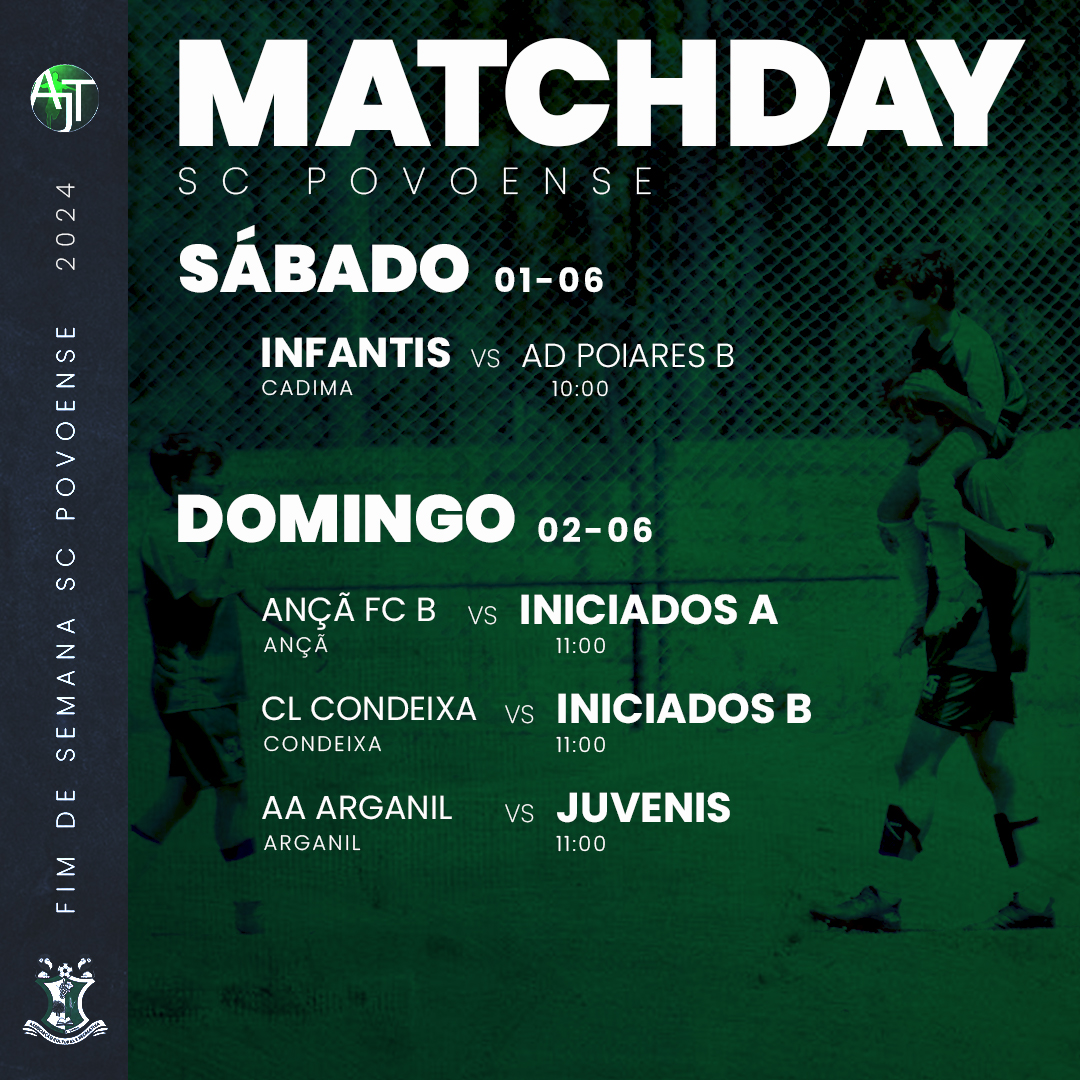 AJT
MATCHDAY
SC POVOENSE
SÁBADO 01-06
INFANTIS VS AD POIARES B
CADIMA 10:00
DOMINGO 02-06
ANÇÃ FC B VS INICIADOS A
ANÇÃ 11:00
CL CONDEIXA VS INICIADOS B
CONDEIXA 11:00
AA ARGANIL VS JUVENIS
ARGANIL 11:00
FIM DE SEMANA SC POVOENSE 2024